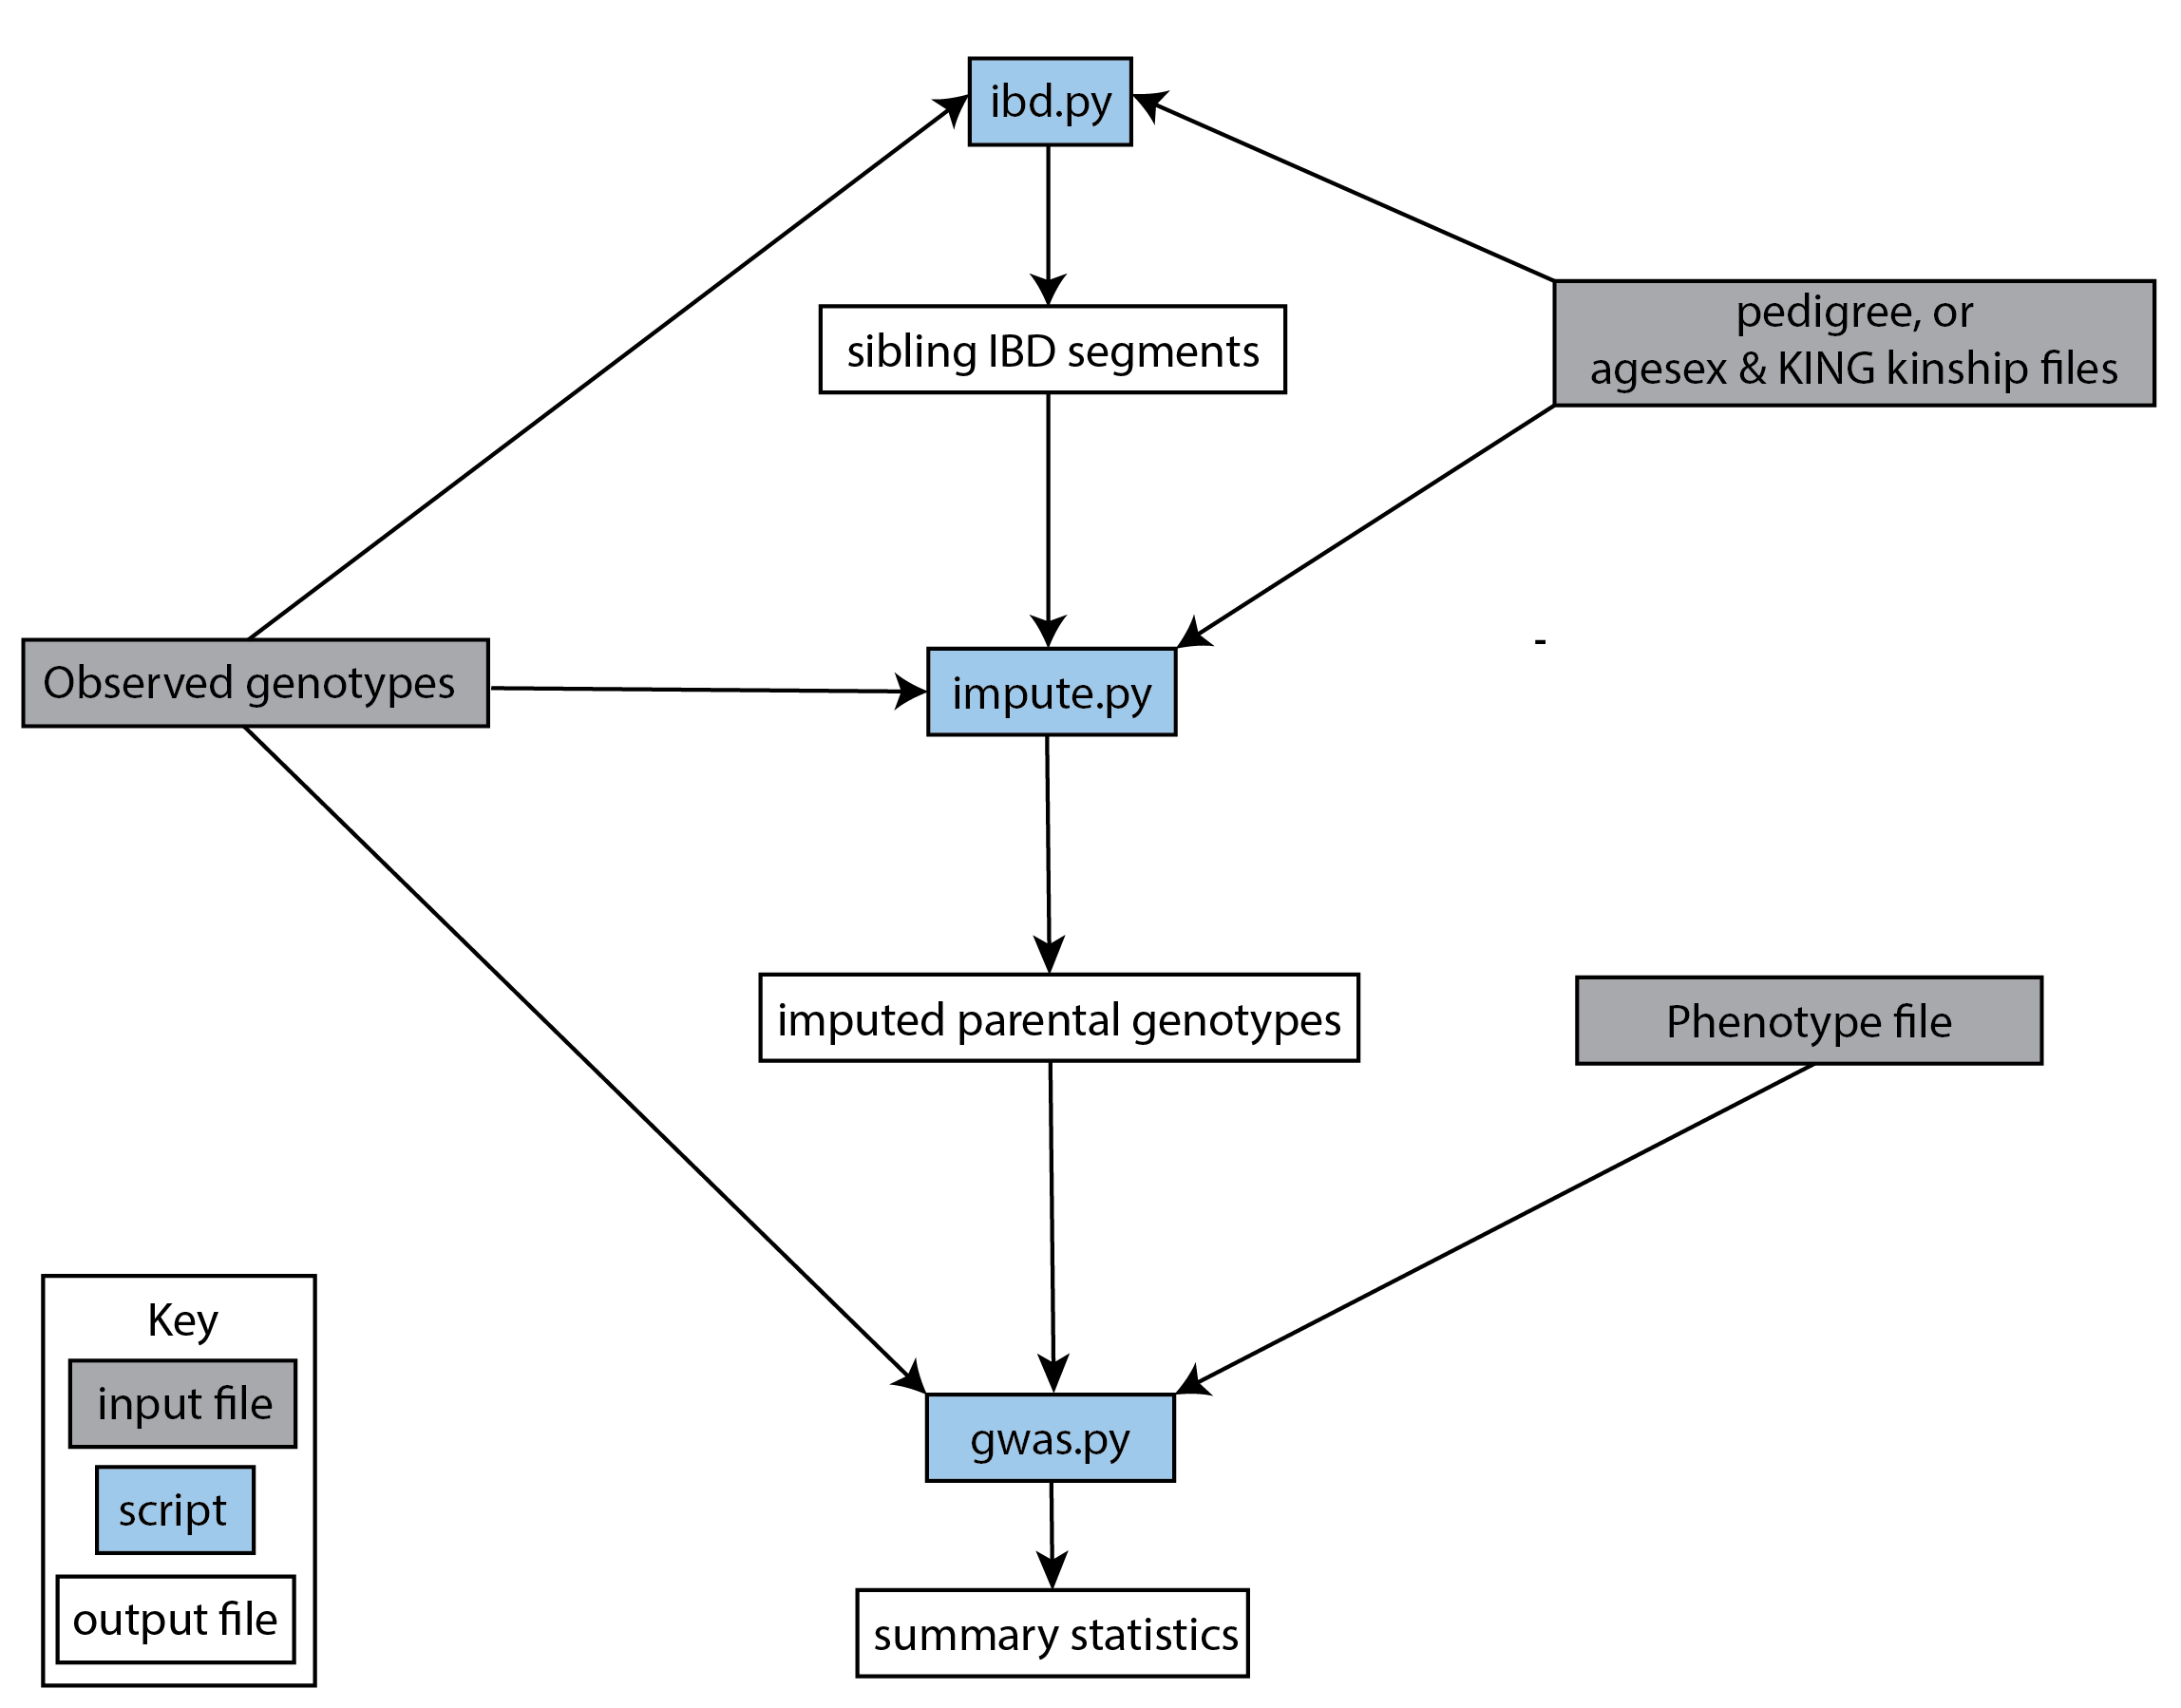 ibd.py
sibling IBD segments
pedigree, or
agesex & KING kinship files
Observed genotypes
impute.py
-
imputed parental genotypes
Phenotype file
gwas.py
summary statistics
Key
input file
script
output file